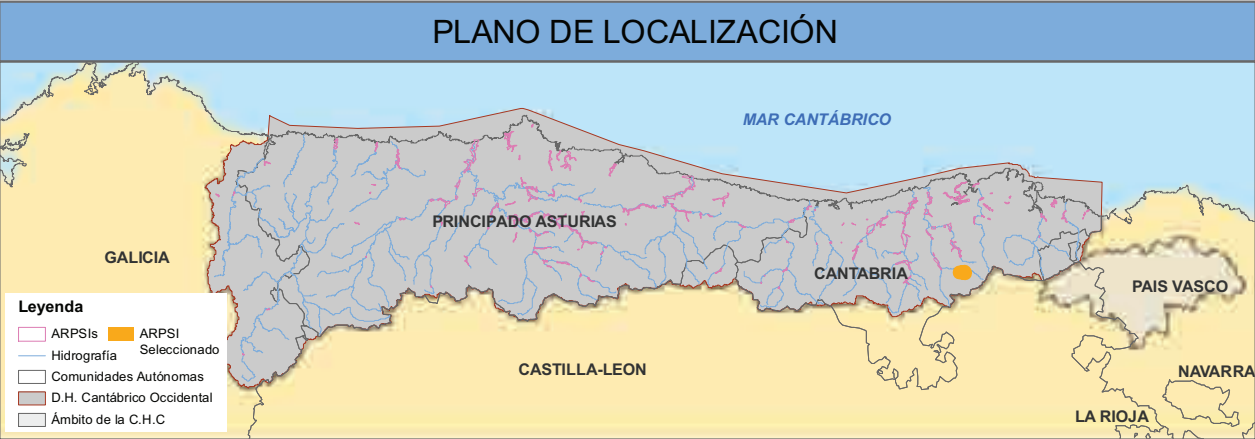 PLANO DE LOCALIZACIÓN
MAR CANTÁBRICO
PRINCIPADO ASTURIAS
GALICIA
CANTABRIA
PAIS VASCO
Leyenda
ARPSIs
ARPSI
Seleccionado
Hidrografía
Comunidades Autónomas
D.H. Cantábrico Occidental
Ámbito de la C.H.C
CASTILLA-LEON
NAVARRA
LA RIOJA